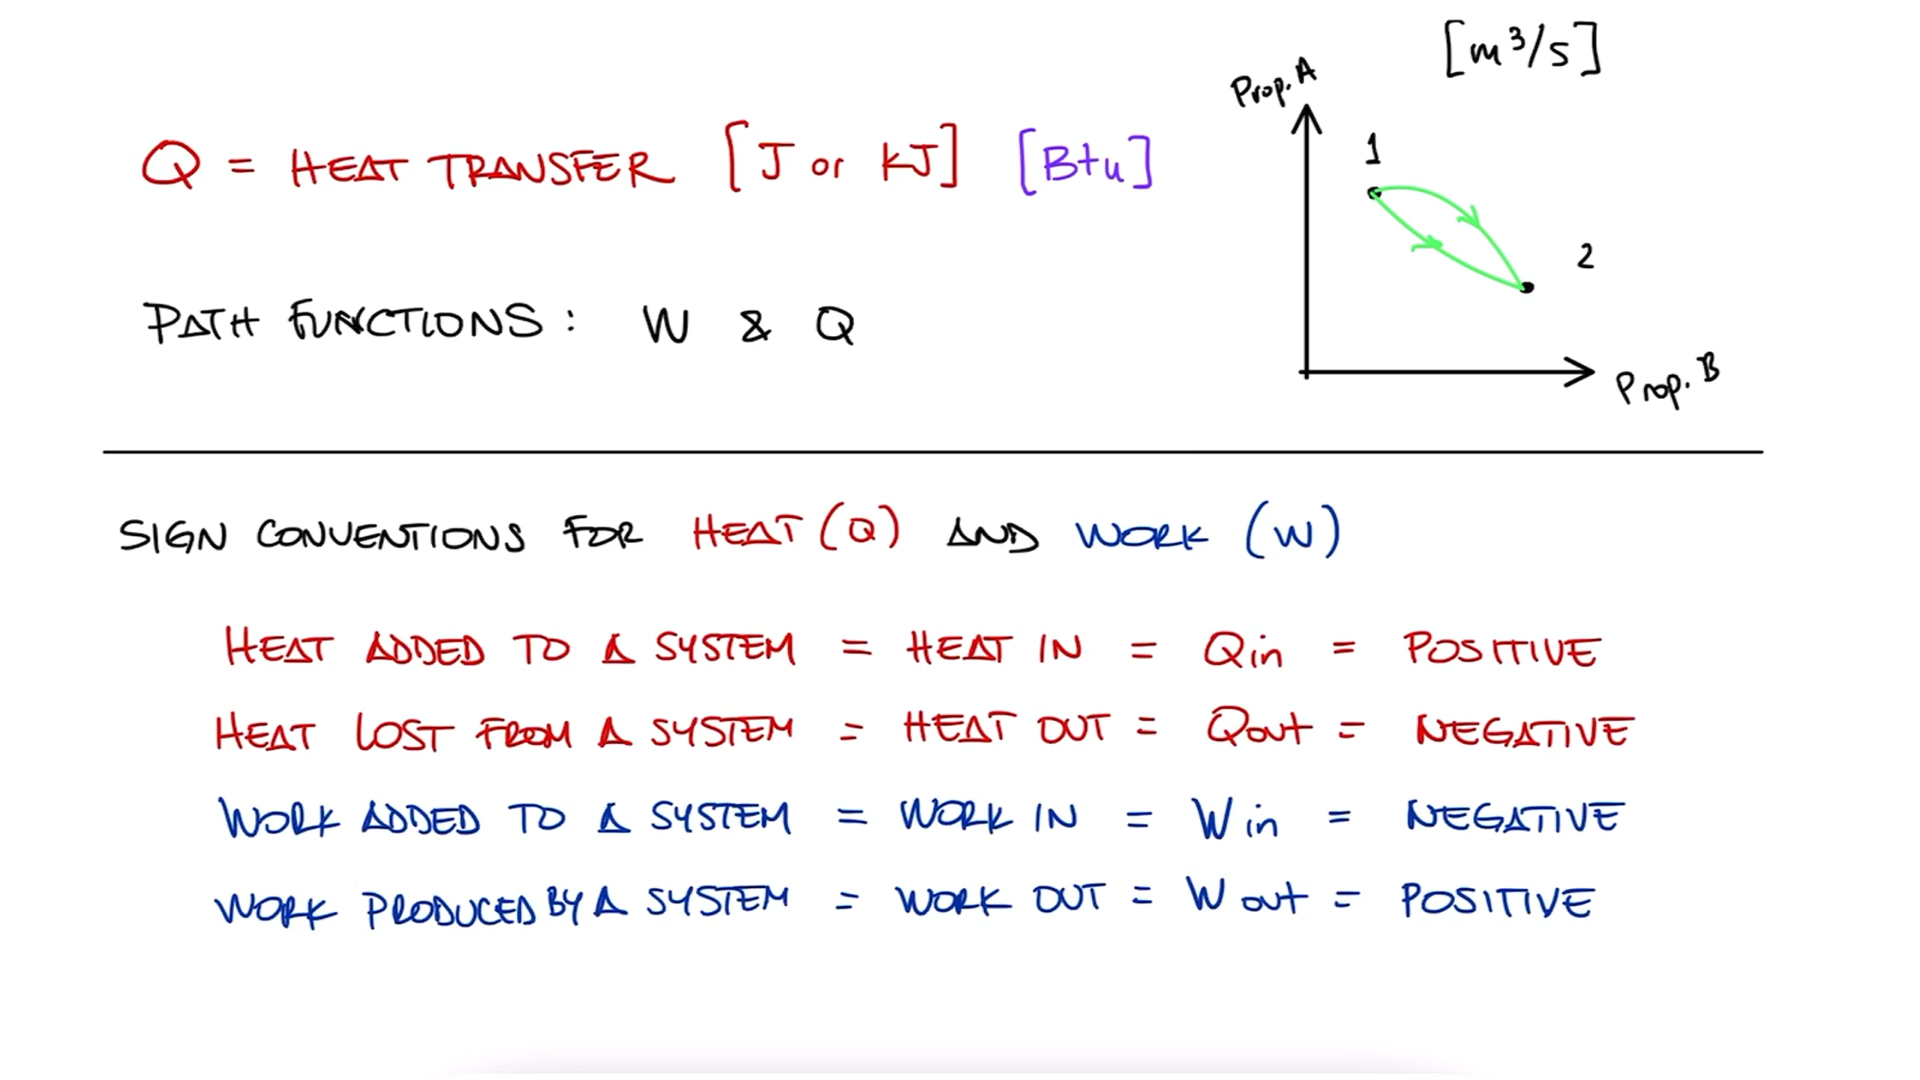 [m³/s]
Prop. A
1
Q = HEAT TRANSFER [J or kJ] [Btu]
2
PATH FUNCTIONS: W & Q
Prop. B
SIGN CONVENTIONS FOR HEAT (Q) AND WORK (W)
HEAT ADDED TO A SYSTEM = HEAT IN = Qin = POSITIVE
HEAT LOST FROM A SYSTEM = HEAT OUT = Qout = NEGATIVE
WORK ADDED TO A SYSTEM = WORK IN = Win = NEGATIVE
WORK PRODUCED BY A SYSTEM = WORK OUT = Wout = POSITIVE